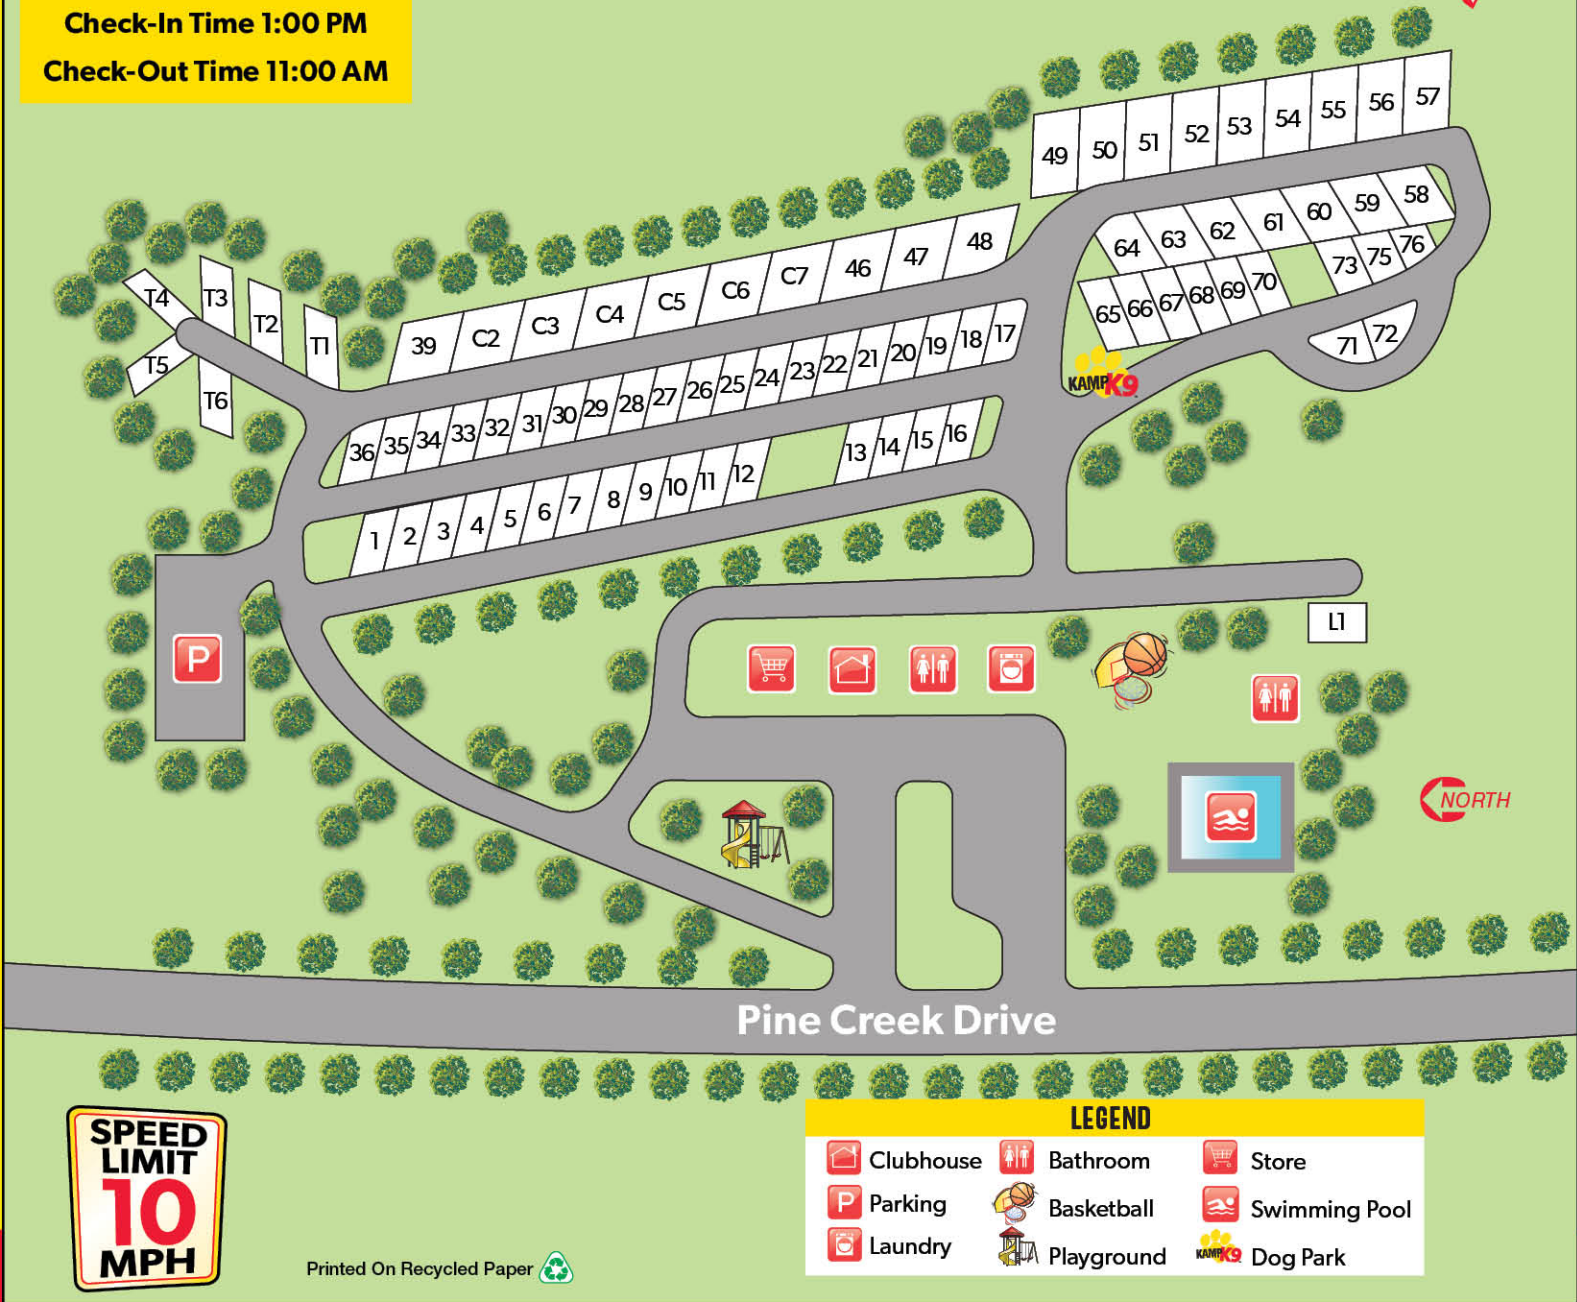 Check-In Time 1:00 PM
Check-Out Time 11:00 AM
49 50 51 52 53 54 55 56 57
64 63 62 61 60 59 58
65 66 67 68 69 70
73 75 76
71 72
KAMP K9
39 C2 C3 C4 C5 C6 C7 46 47 48
T4 T3 T2 T1
T5 T6
36 35 34 33 32 31 30 29 28 27 26 25 24 23 22 21 20 19 18 17
1 2 3 4 5 6 7 8 9 10 11 12
13 14 15 16
L1
P
NORTH
Pine Creek Drive
SPEED
LIMIT
10
MPH
Printed On Recycled Paper
LEGEND
Clubhouse
Bathroom
Store
P Parking
Basketball
Swimming Pool
Laundry
Playground
KAMP K9 Dog Park